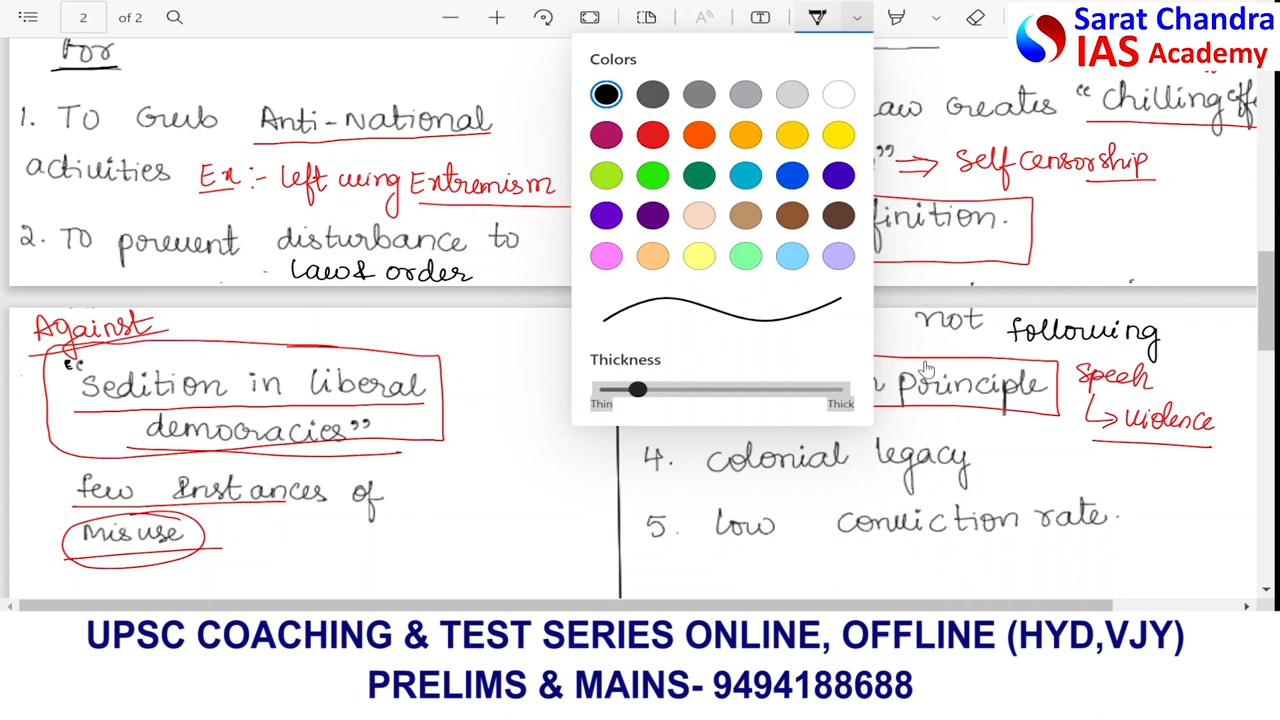 2 of 2
Sarat Chandra
IAS Academy
For
1. To Curb Anti-National
activities Ex:- left wing Extremism
2. To prevent disturbance to
law & order
Colors
Thickness
Thin Thick
law creates "chilling effe
" → Self censorship
finition.
Against
"Sedition in liberal
democracies"
few instances of
Misuse
not following
principle
Speech
↳ violence
4. colonial legacy
5. low conviction rate.
UPSC COACHING & TEST SERIES ONLINE, OFFLINE (HYD,VJY)
PRELIMS & MAINS- 9494188688